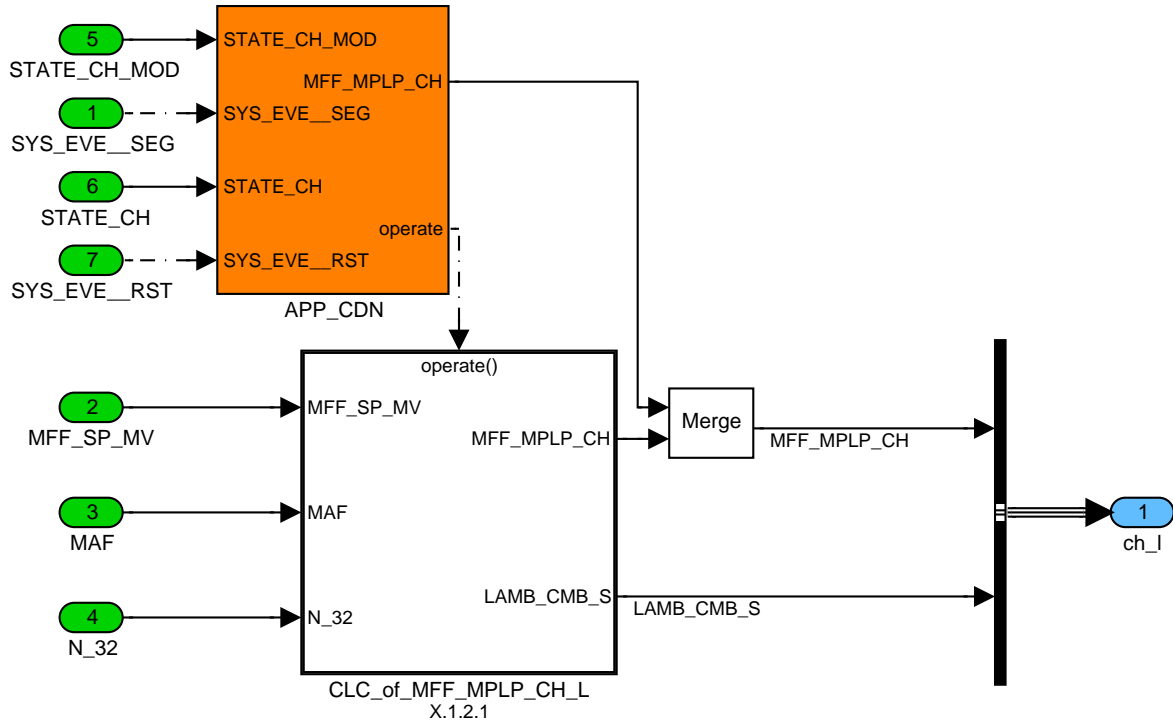 5
STATE_CH_MOD
1
SYS_EVE__SEG
6
STATE_CH
7
SYS_EVE__RST
STATE_CH_MOD
MFF_MPLP_CH
SYS_EVE__SEG
STATE_CH
operate
SYS_EVE__RST
APP_CDN
2
MFF_SP_MV
3
MAF
4
N_32
operate()
MFF_SP_MV
MFF_MPLP_CH
MAF
LAMB_CMB_S
N_32
CLC_of_MFF_MPLP_CH_L
X.1.2.1
Merge
MFF_MPLP_CH
LAMB_CMB_S
1
ch_l